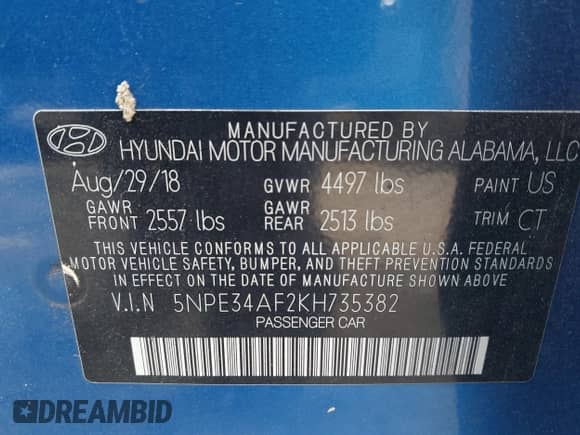 MANUFACTURED BY
HYUNDAI MOTOR MANUFACTURING ALABAMA, LLC
Aug/29/18 GVWR 4497 lbs PAINT US
GAWR FRONT 2557 lbs GAWR REAR 2513 lbs TRIM CT
THIS VEHICLE CONFORMS TO ALL APPLICABLE U.S.A. FEDERAL
MOTOR VEHICLE SAFETY, BUMPER, AND THEFT PREVENTION STANDARDS
IN EFFECT ON THE DATE OF MANUFACTURE SHOWN ABOVE
V.I.N 5NPE34AF2KH735382
PASSENGER CAR
DREAMBID